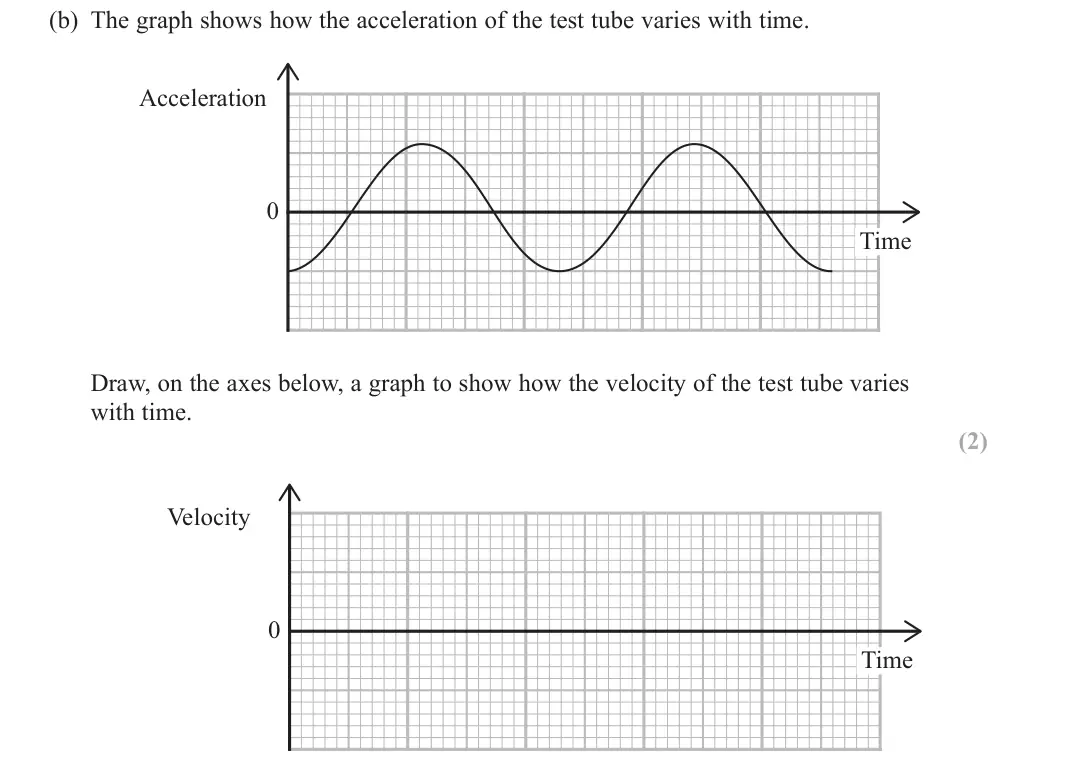 (b) The graph shows how the acceleration of the test tube varies with time.
Acceleration
0
Time
Draw, on the axes below, a graph to show how the velocity of the test tube varies
with time.
(2)
Velocity
0
Time